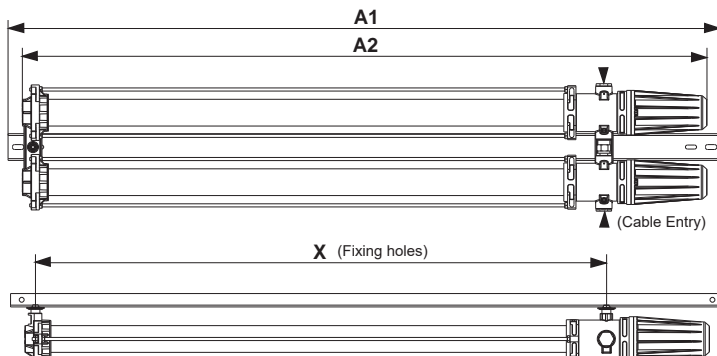 A1
A2
(Cable Entry)
X (Fixing holes)